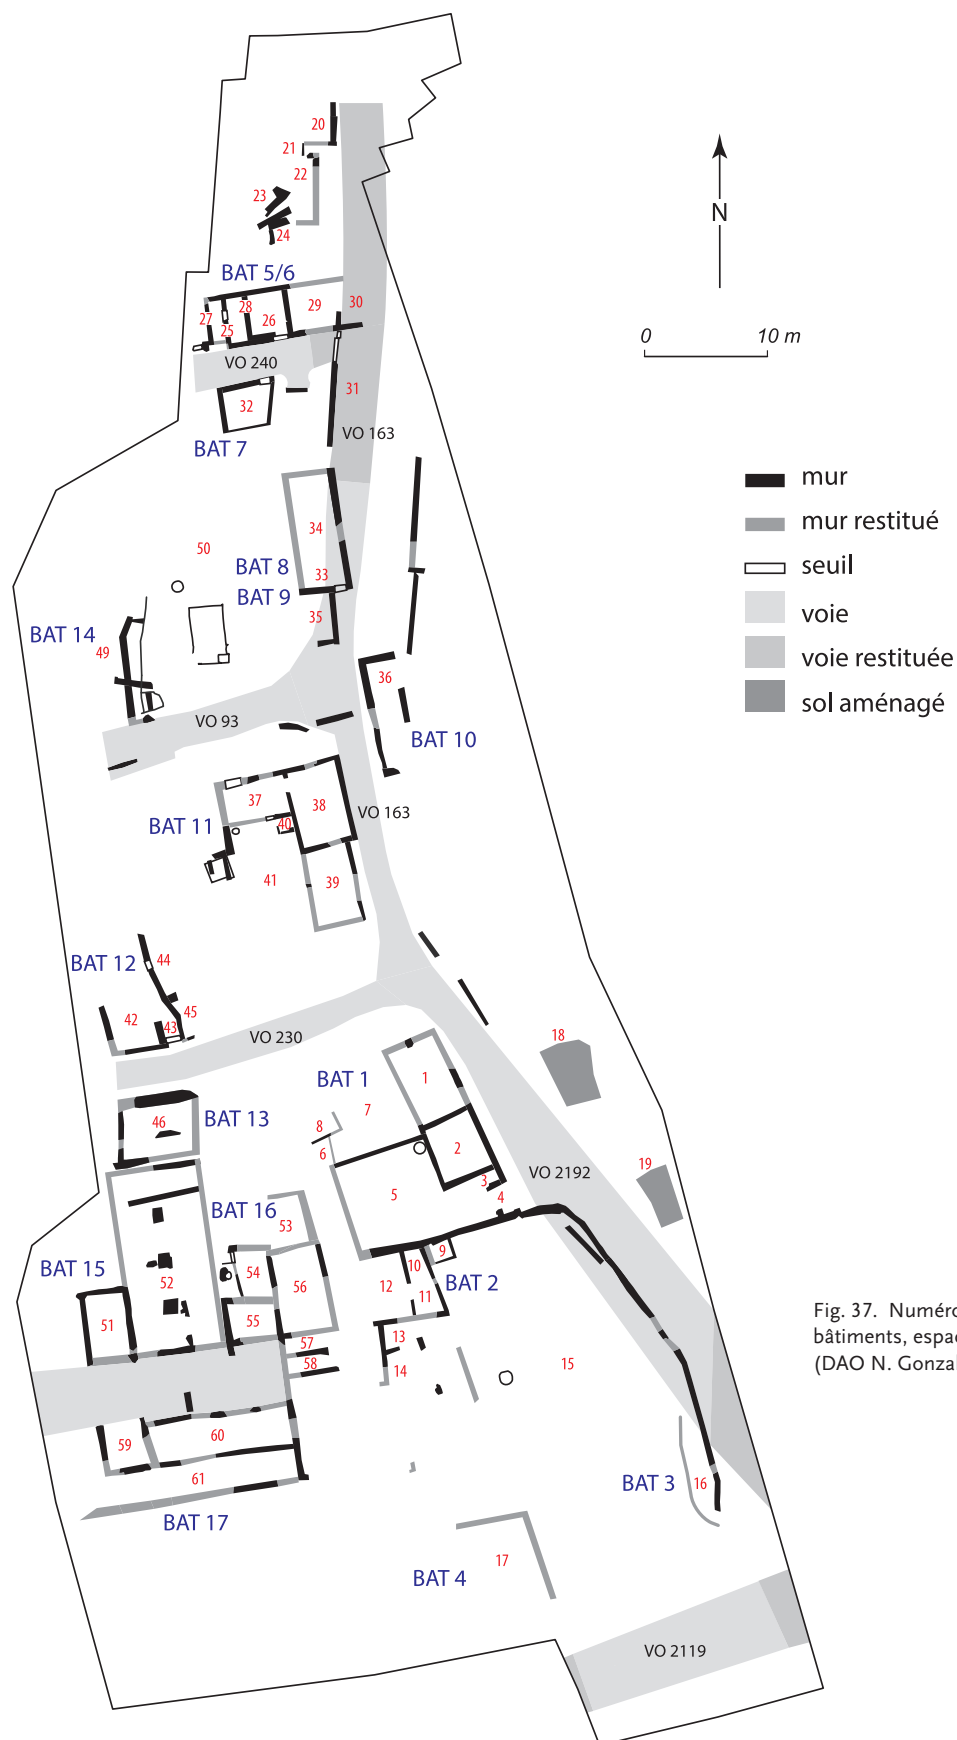 20
21
22
23
24
BAT 5/6
27
28
25
26
29
30
VO 240
32
31
BAT 7
VO 163
N
0 10 m
mur
mur restitué
seuil
voie
voie restituée
sol aménagé
50
34
BAT 8
33
BAT 9
35
BAT 14
49
36
VO 93
BAT 10
37
38
VO 163
BAT 11
40
41
39
BAT 12
44
42
43
45
VO 230
18
BAT 1
1
7
46
BAT 13
8
6
2
3
4
5
VO 2192
19
BAT 16
53
9
10
BAT 2
BAT 15
52
54
56
12
11
51
55
13
57
58
14
15
Fig. 37. Numéro
bâtiments, espac
(DAO N. Gonzal
59
60
61
BAT 17
BAT 3
16
17
BAT 4
VO 2119